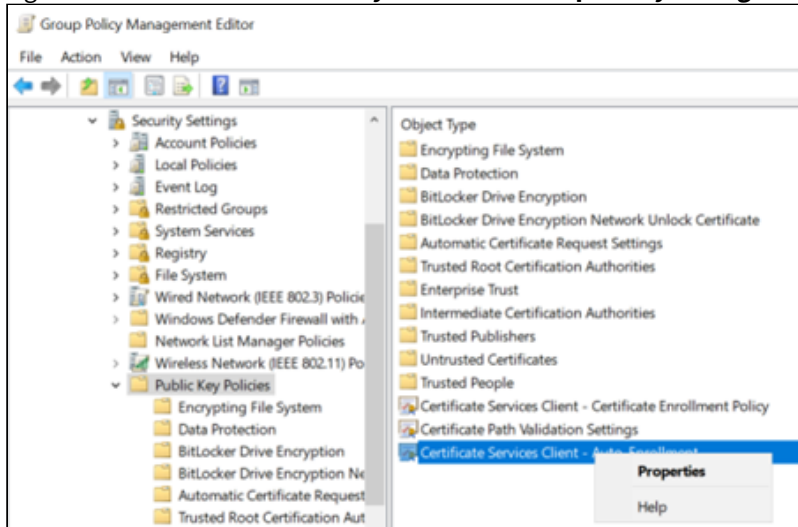 Group Policy Management Editor
File Action View Help
Security Settings
Account Policies
Local Policies
Event Log
Restricted Groups
System Services
Registry
File System
Wired Network (IEEE 802.3) Policie
Windows Defender Firewall with
Network List Manager Policies
Wireless Network (IEEE 802.11) Po
Public Key Policies
Encrypting File System
Data Protection
BitLocker Drive Encryption
BitLocker Drive Encryption Ne
Automatic Certificate Request
Trusted Root Certification Aut
Object Type
Encrypting File System
Data Protection
BitLocker Drive Encryption
BitLocker Drive Encryption Network Unlock Certificate
Automatic Certificate Request Settings
Trusted Root Certification Authorities
Enterprise Trust
Intermediate Certification Authorities
Trusted Publishers
Untrusted Certificates
Trusted People
Certificate Services Client - Certificate Enrollment Policy
Certificate Path Validation Settings
Certificate Services Client - Auto-Enrollment
Properties
Help